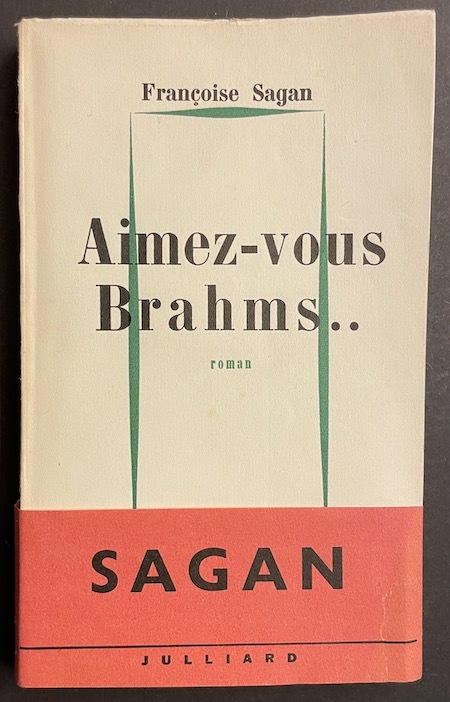 Françoise Sagan
Aimez-vous
Brahms..
roman
SAGAN
JULLIARD